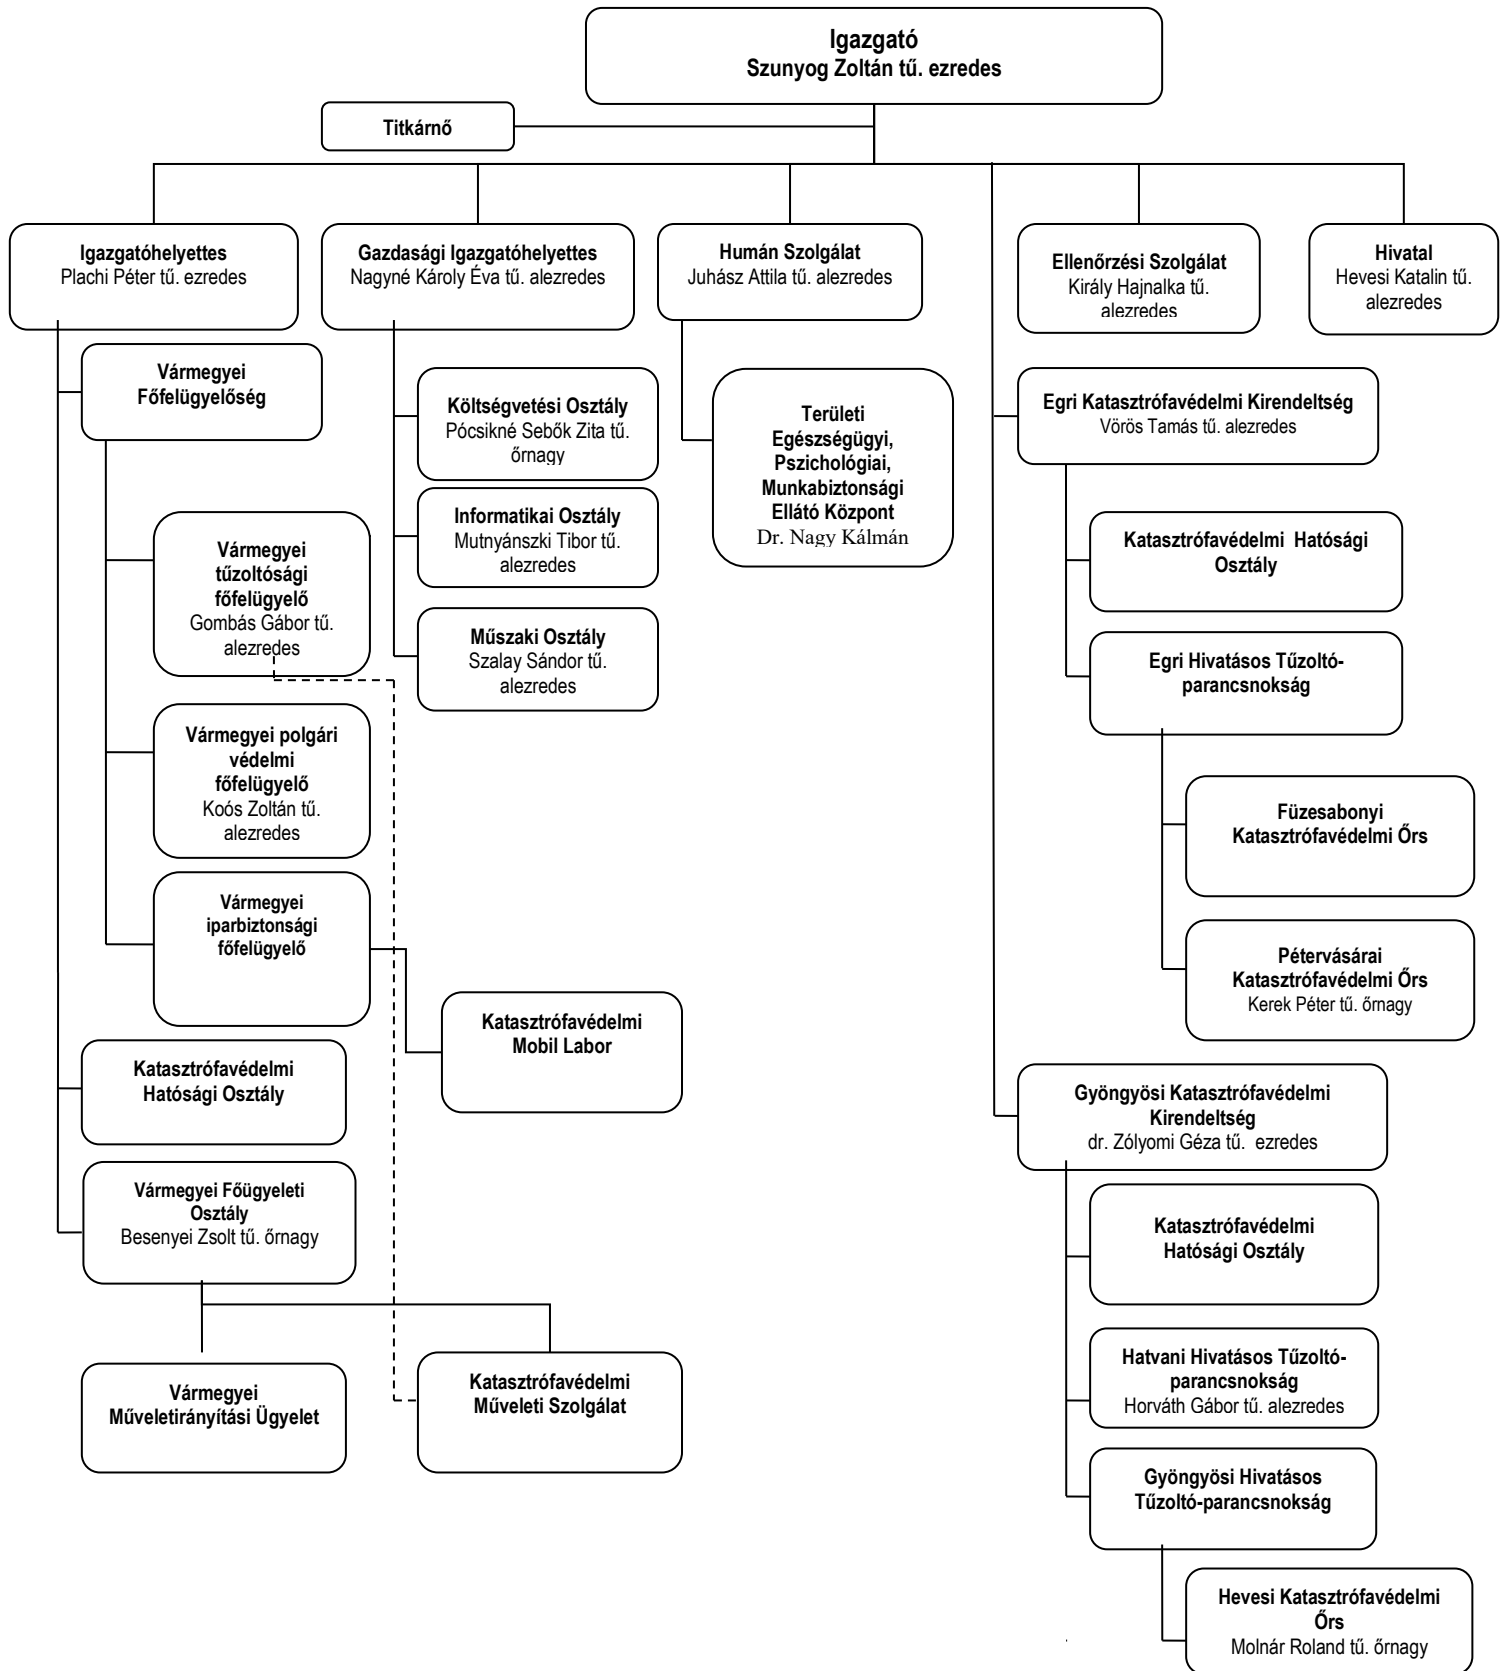 Igazgató
Szunyog Zoltán tű. ezredes
Titkárnő
Igazgatóhelyettes
Plachi Péter tű. ezredes
Gazdasági Igazgatóhelyettes
Nagyné Károly Éva tű. alezredes
Humán Szolgálat
Juhász Attila tű. alezredes
Ellenőrzési Szolgálat
Király Hajnalka tű.
alezredes
Hivatal
Hevesi Katalin tű.
alezredes
Vármegyei
Főfelügyelőség
Vármegyei
tűzoltósági
főfelügyelő
Gombás Gábor tű.
alezredes
Vármegyei polgári
védelmi
főfelügyelő
Koós Zoltán tű.
alezredes
Vármegyei
iparbiztonsági
főfelügyelő
Katasztrófavédelmi
Mobil Labor
Katasztrófavédelmi
Hatósági Osztály
Vármegyei Főügyeleti
Osztály
Besenyei Zsolt tű. őrnagy
Vármegyei
Műveletirányítási Ügyelet
Katasztrófavédelmi
Műveleti Szolgálat
Költségvetési Osztály
Pócsikné Sebők Zita tű.
őrnagy
Informatikai Osztály
Mutnyánszki Tibor tű.
alezredes
Műszaki Osztály
Szalay Sándor tű.
alezredes
Területi
Egészségügyi,
Pszichológiai,
Munkabiztonsági
Ellátó Központ
Dr. Nagy Kálmán
Egri Katasztrófavédelmi Kirendeltség
Vörös Tamás tű. alezredes
Katasztrófavédelmi Hatósági
Osztály
Egri Hivatásos Tűzoltó-
parancsnokság
Füzesabonyi
Katasztrófavédelmi Őrs
Pétervásárai
Katasztrófavédelmi Őrs
Kerek Péter tű. őrnagy
Gyöngyösi Katasztrófavédelmi
Kirendeltség
dr. Zólyomi Géza tű. ezredes
Katasztrófavédelmi
Hatósági Osztály
Hatvani Hivatásos Tűzoltó-
parancsnokság
Horváth Gábor tű. alezredes
Gyöngyösi Hivatásos
Tűzoltó-parancsnokság
Hevesi Katasztrófavédelmi
Őrs
Molnár Roland tű. őrnagy